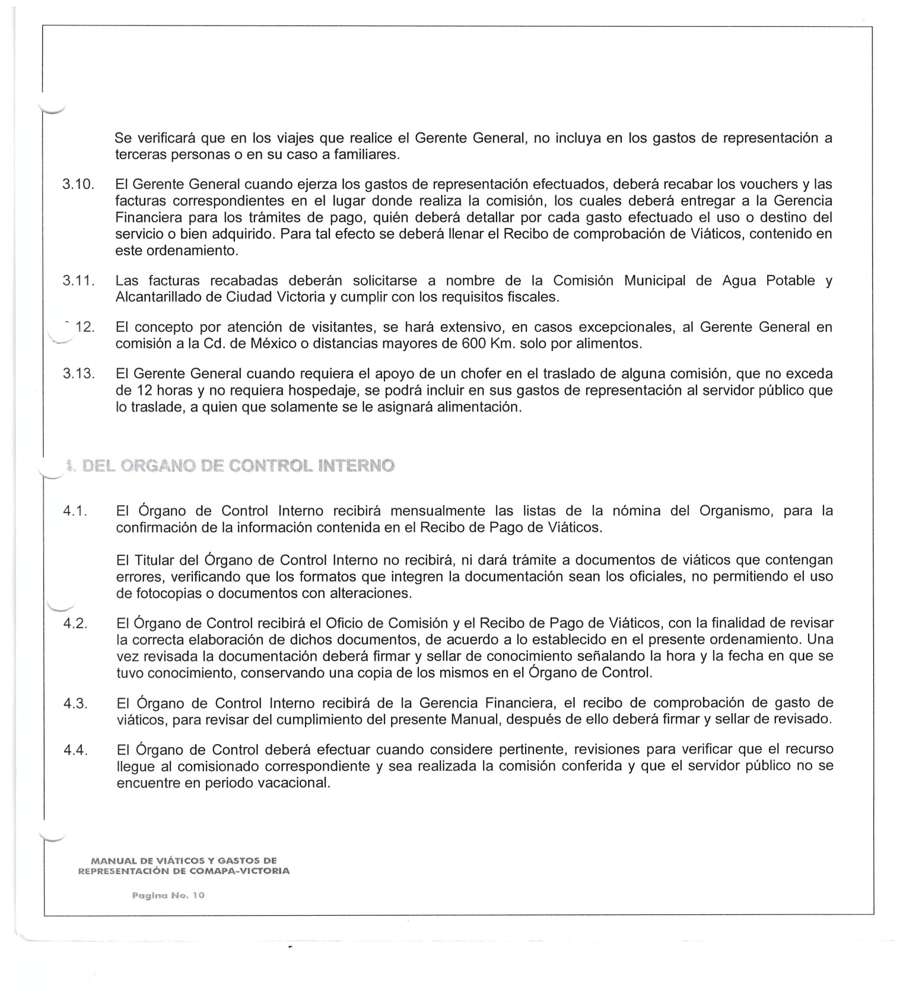 Se verificará que en los viajes que realice el Gerente General, no incluya en los gastos de representación a
terceras personas o en su caso a familiares.
3.10. El Gerente General cuando ejerza los gastos de representación efectuados, deberá recabar los vouchers y las
facturas correspondientes en el lugar donde realiza la comisión, los cuales deberá entregar a la Gerencia
Financiera para los trámites de pago, quién deberá detallar por cada gasto efectuado el uso o destino del
servicio o bien adquirido. Para tal efecto se deberá llenar el Recibo de comprobación de Viáticos, contenido en
este ordenamiento.
3.11. Las facturas recabadas deberán solicitarse a nombre de la Comisión Municipal de Agua Potable y
Alcantarillado de Ciudad Victoria y cumplir con los requisitos fiscales.
12. El concepto por atención de visitantes, se hará extensivo, en casos excepcionales, al Gerente General en
comisión a la Cd. de México o distancias mayores de 600 Km. solo por alimentos.
3.13. El Gerente General cuando requiera el apoyo de un chofer en el traslado de alguna comisión, que no exceda
de 12 horas y no requiera hospedaje, se podrá incluir en sus gastos de representación al servidor público que
lo traslade, a quien que solamente se le asignará alimentación.
4. DEL ORGANO DE CONTROL INTERNO
4.1. El Órgano de Control Interno recibirá mensualmente las listas de la nómina del Organismo, para la
confirmación de la información contenida en el Recibo de Pago de Viáticos.
El Titular del Órgano de Control Interno no recibirá, ni dará trámite a documentos de viáticos que contengan
errores, verificando que los formatos que integren la documentación sean los oficiales, no permitiendo el uso
de fotocopias o documentos con alteraciones.
4.2. El Órgano de Control recibirá el Oficio de Comisión y el Recibo de Pago de Viáticos, con la finalidad de revisar
la correcta elaboración de dichos documentos, de acuerdo a lo establecido en el presente ordenamiento. Una
vez revisada la documentación deberá firmar y sellar de conocimiento señalando la hora y la fecha en que se
tuvo conocimiento, conservando una copia de los mismos en el Órgano de Control.
4.3. El Órgano de Control Interno recibirá de la Gerencia Financiera, el recibo de comprobación de gasto de
viáticos, para revisar del cumplimiento del presente Manual, después de ello deberá firmar y sellar de revisado.
4.4. El Órgano de Control deberá efectuar cuando considere pertinente, revisiones para verificar que el recurso
llegue al comisionado correspondiente y sea realizada la comisión conferida y que el servidor público no se
encuentre en periodo vacacional.
MANUAL DE VIÁTICOS Y GASTOS DE
REPRESENTACIÓN DE COMAPA-VICTORIA
Pagina No. 10